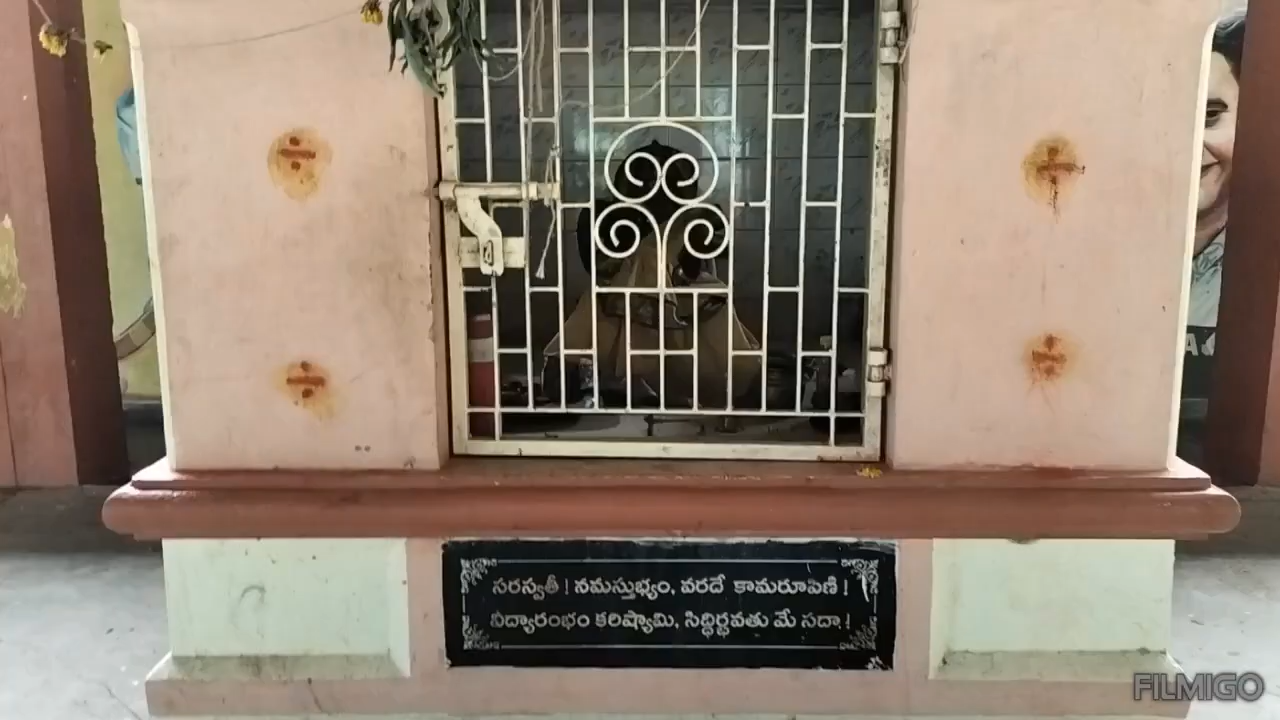 సరస్వతీ ! నమస్తుభ్యం, వరదే కామరూపిణి !
విద్యారంభం కరిష్యామి, సిద్ధిర్భవతు మే సదా !
FILMIGO